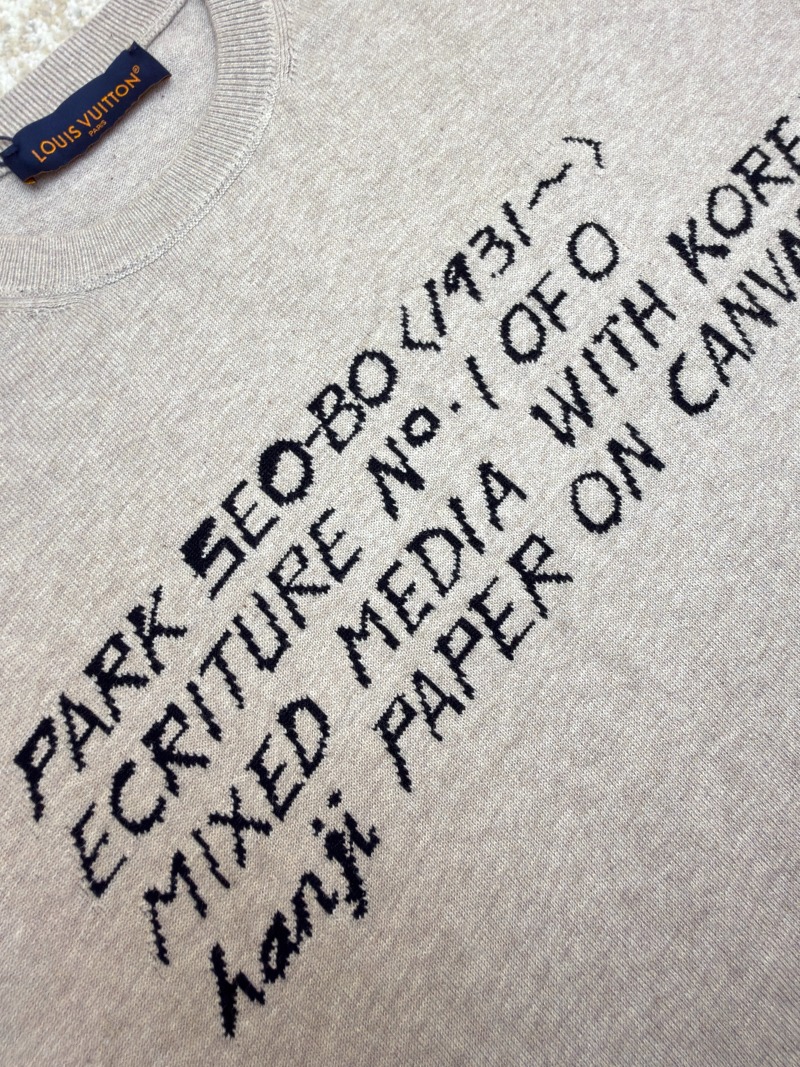 LOUIS VUITTON®
PARIS
PARK SEO-BO (1931~)
ECRITURE No. 1 OF 0
MIXED MEDIA WITH KORE
hanji PAPER ON CANVA